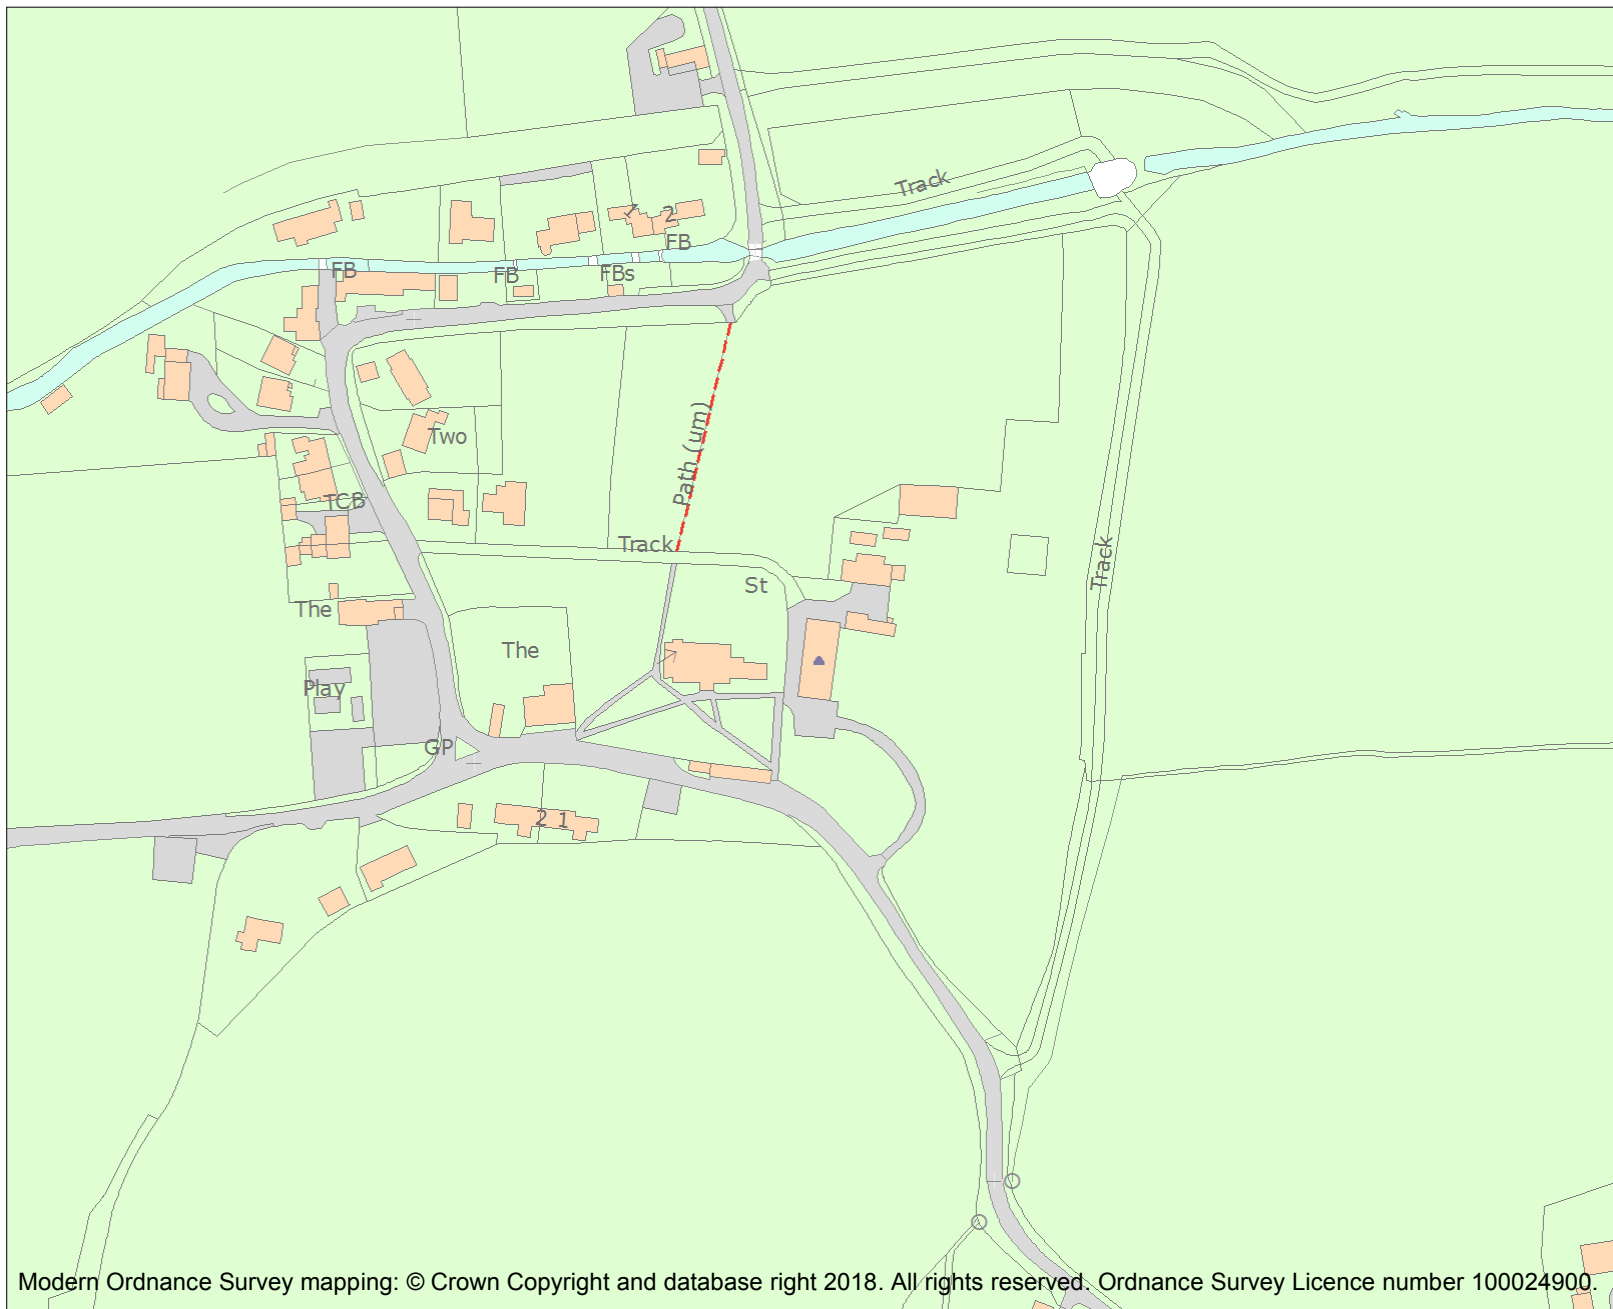 Track
1
2
FB
FB
FB
FBs
Path (um)
Two
TCB
Track
Track
St
The
The
Play
GP
2 1
Modern Ordnance Survey mapping: © Crown Copyright and database right 2018. All rights reserved. Ordnance Survey Licence number 100024900.